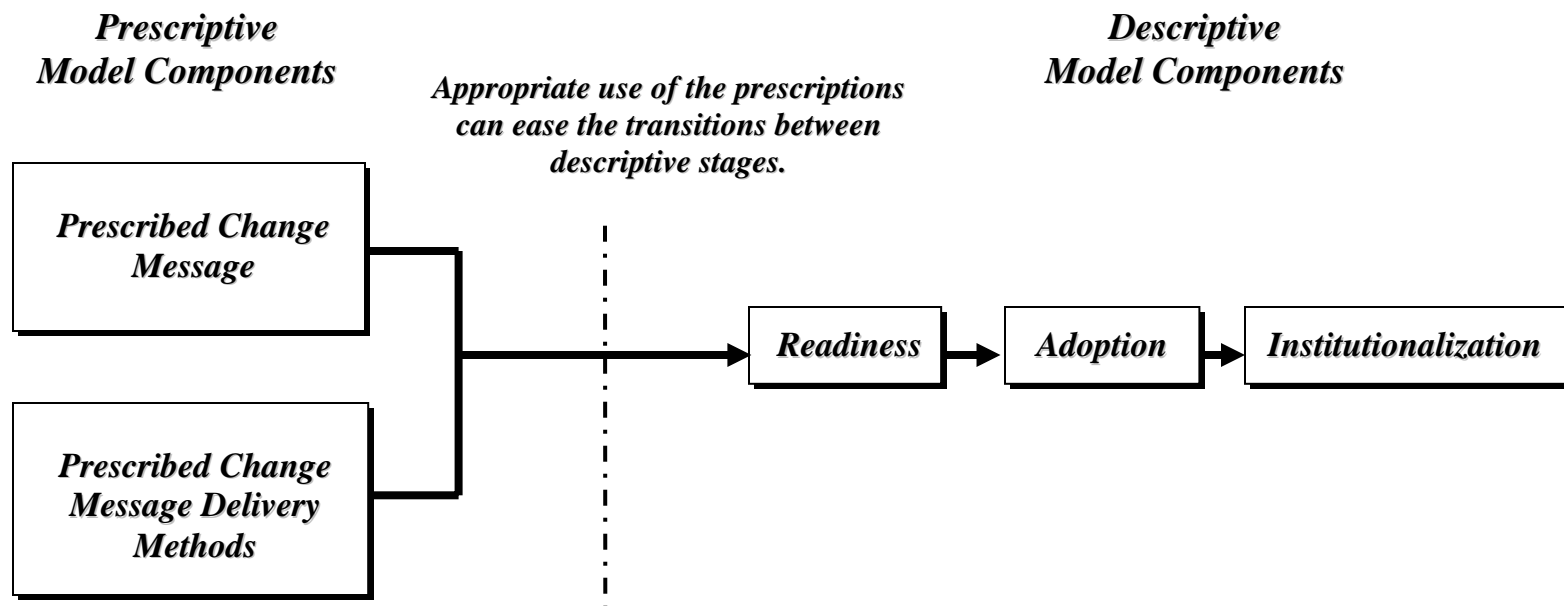 Prescriptive
Model Components
Descriptive
Model Components
Appropriate use of the prescriptions
can ease the transitions between
descriptive stages.
Prescribed Change
Message
Prescribed Change
Message Delivery
Methods
Readiness
Adoption
Institutionalization